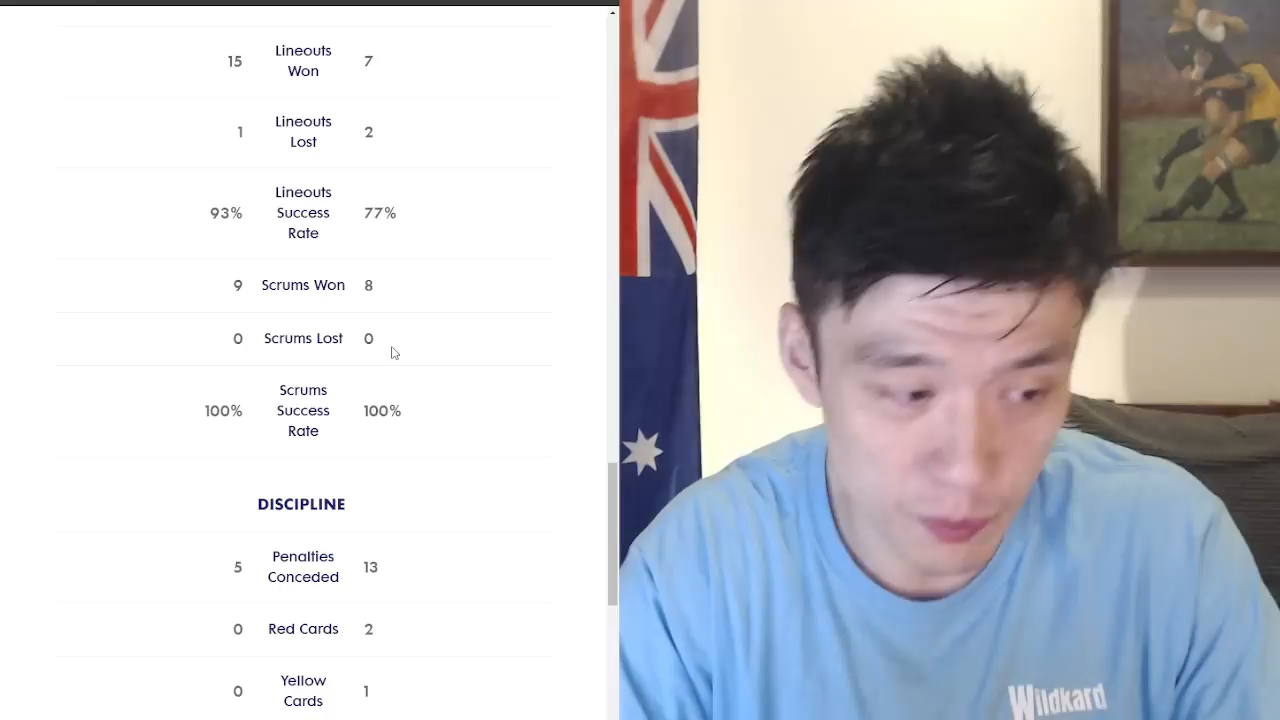 15 Lineouts Won 7
1 Lineouts Lost 2
93% Lineouts Success Rate 77%
9 Scrums Won 8
0 Scrums Lost 0
100% Scrums Success Rate 100%
DISCIPLINE
5 Penalties Conceded 13
0 Red Cards 2
0 Yellow Cards 1
Wildkard